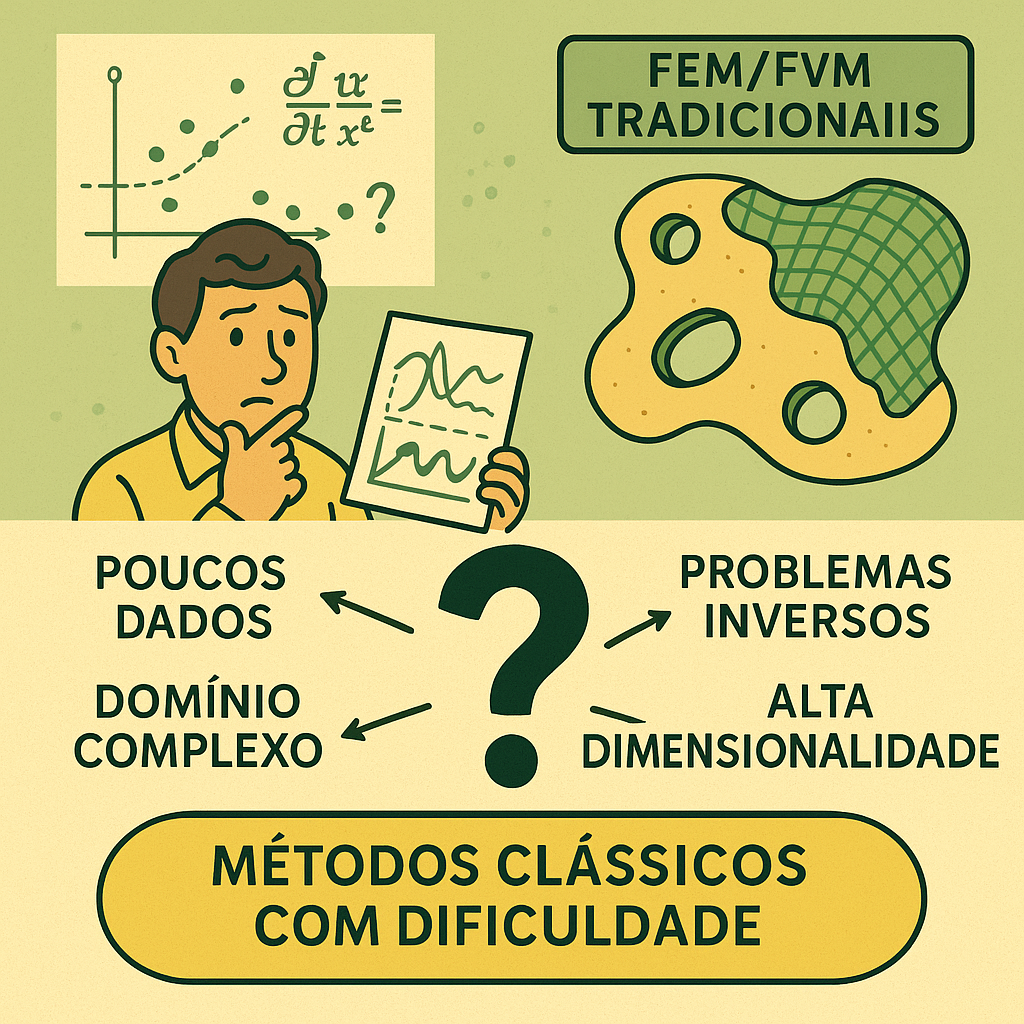 ?
FEM/FVM
TRADICIONAIIS
POUCOS
DADOS
PROBLEMAS
INVERSOS
?
DOMÍNIO
COMPLEXO
ALTA
DIMENSIONALIDADE
MÉTODOS CLÁSSICOS
COM DIFICULDADE